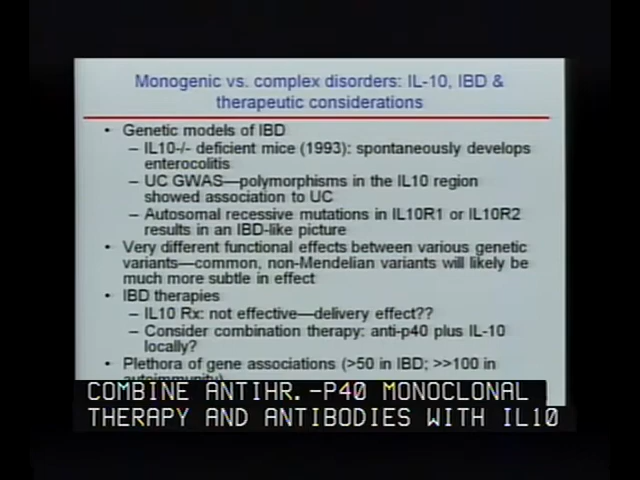 Monogenic vs. complex disorders: IL-10, IBD &
therapeutic considerations
• Genetic models of IBD
– IL10-/- deficient mice (1993): spontaneously develops
enterocolitis
– UC GWAS—polymorphisms in the IL10 region
showed association to UC
– Autosomal recessive mutations in IL10R1 or IL10R2
results in an IBD-like picture
• Very different functional effects between various genetic
variants—common, non-Mendelian variants will likely be
much more subtle in effect
• IBD therapies
– IL10 Rx: not effective—delivery effect??
– Consider combination therapy: anti-p40 plus IL-10
locally?
• Plethora of gene associations (>50 in IBD; >>100 in
autoimmunity)
COMBINE ANTIHR.-P40 MONOCLONAL
THERAPY AND ANTIBODIES WITH IL10